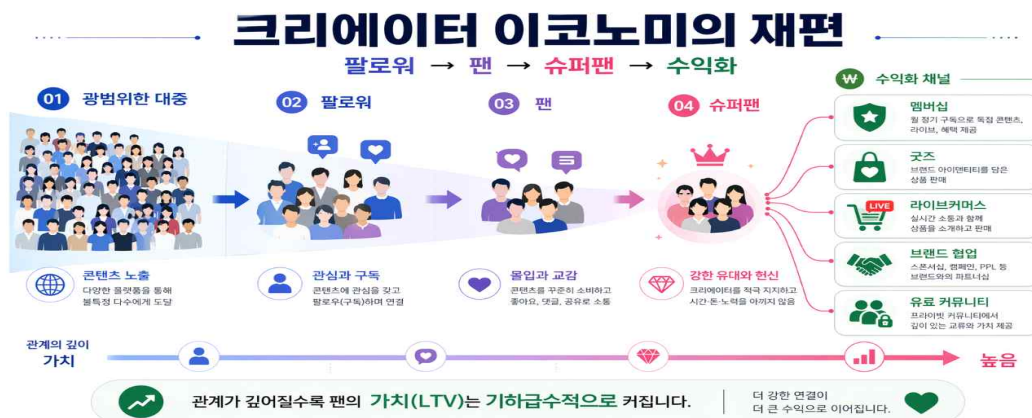 크리에이터 이코노미의 재편
팔로워 → 팬 → 슈퍼팬 → 수익화
01 광범위한 대중
02 팔로워
03 팬
04 슈퍼팬
콘텐츠 노출
다양한 플랫폼을 통해
불특정 다수에게 도달
관심과 구독
콘텐츠에 관심을 갖고
팔로우(구독)하며 연결
몰입과 교감
콘텐츠를 꾸준히 소비하고
좋아요, 댓글, 공유로 소통
강한 유대와 헌신
크리에이터를 적극 지지하고
시간·돈·노력을 아끼지 않음
₩ 수익화 채널
멤버십
월 정기 구독으로 독점 콘텐츠,
라이브, 혜택 제공
굿즈
브랜드 아이덴티티를 담은
상품 판매
LIVE
라이브커머스
실시간 소통과 함께
상품을 소개하고 판매
브랜드 협업
스폰서십, 캠페인, PPL 등
브랜드와의 파트너십
유료 커뮤니티
프라이빗 커뮤니티에서
깊이 있는 교류와 가치 제공
관계의 깊이
가치
높음
관계가 깊어질수록 팬의 가치(LTV)는 기하급수적으로 커집니다.
더 강한 연결이
더 큰 수익으로 이어집니다.